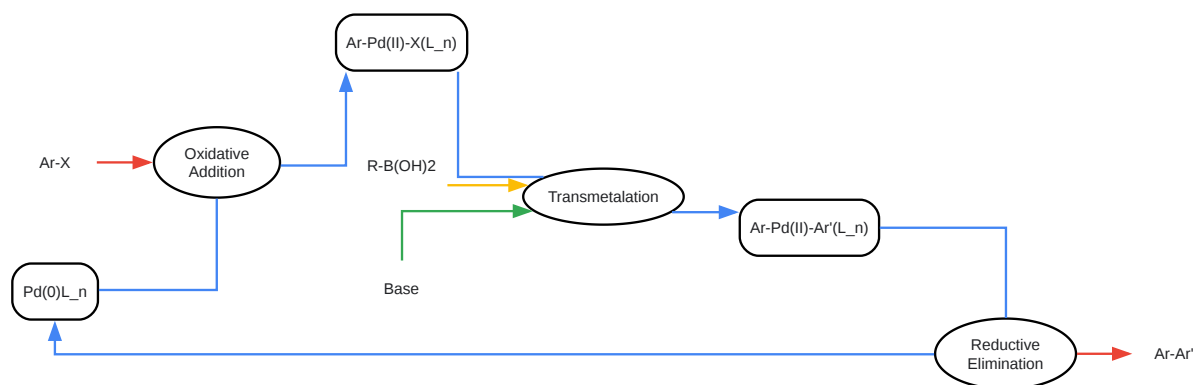 Ar-Pd(II)-X(L_n)
Ar-X
Oxidative
Addition
R-B(OH)2
Transmetalation
Ar-Pd(II)-Ar'(L_n)
Pd(0)L_n
Base
Reductive
Elimination
Ar-Ar'